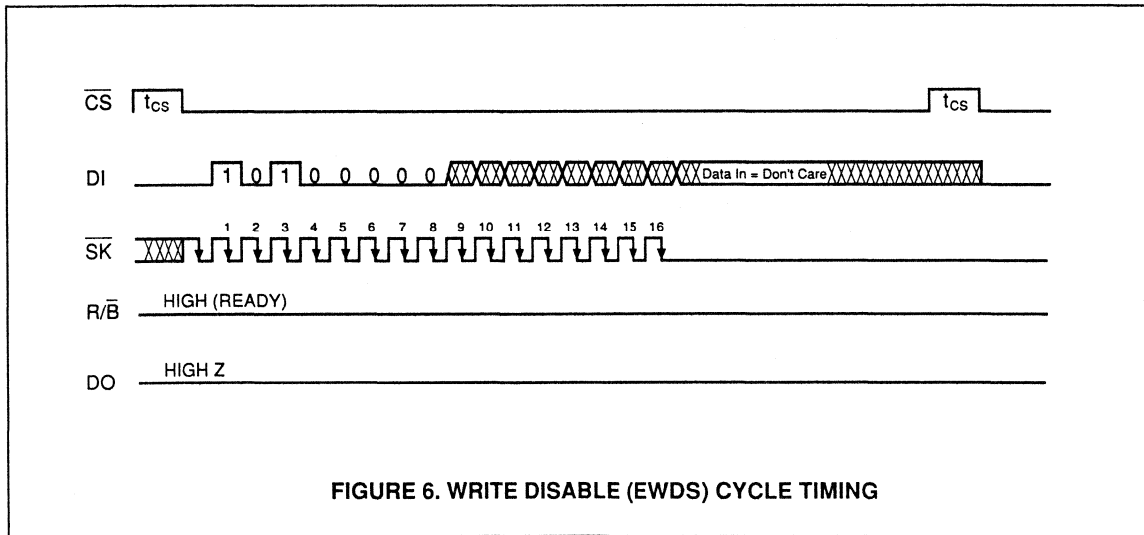 C̅S̅ tCS tCS
DI 1 0 1 0 0 0 0 0 Data In = Don't Care
1 2 3 4 5 6 7 8 9 10 11 12 13 14 15 16
S̅K̅
R/B̅ HIGH (READY)
DO HIGH Z
FIGURE 6. WRITE DISABLE (EWDS) CYCLE TIMING